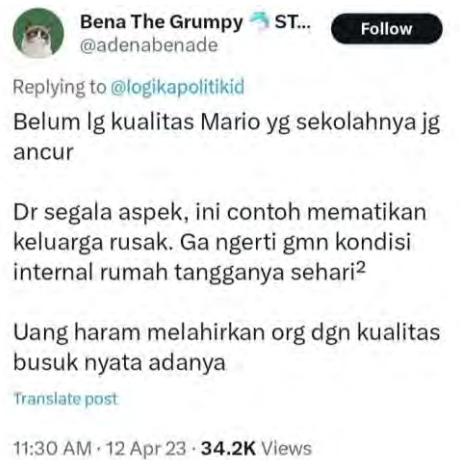 Bena The Grumpy ST...
Follow
@adenabenade
Replying to @logikapolitikid
Belum lg kualitas Mario yg sekolahnya jg
ancur
Dr segala aspek, ini contoh mematikan
keluarga rusak. Ga ngerti gmn kondisi
internal rumah tangganya sehari²
Uang haram melahirkan org dgn kualitas
busuk nyata adanya
Translate post
11:30 AM · 12 Apr 23 · 34.2K Views